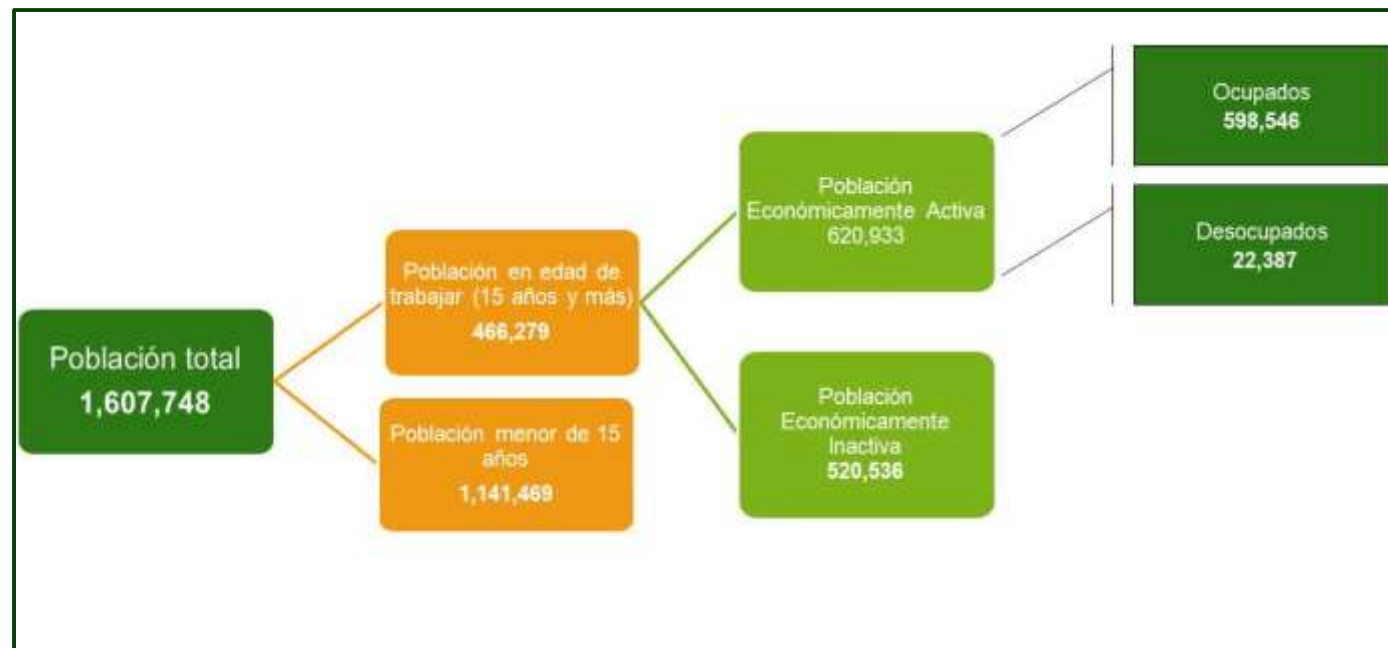 Población total
1,607,748
Población en edad de
trabajar (15 años y más)
466,279
Población menor de 15
años
1,141,469
Población
Económicamente Activa
620,933
Población
Económicamente
Inactiva
520,536
Ocupados
598,546
Desocupados
22,387